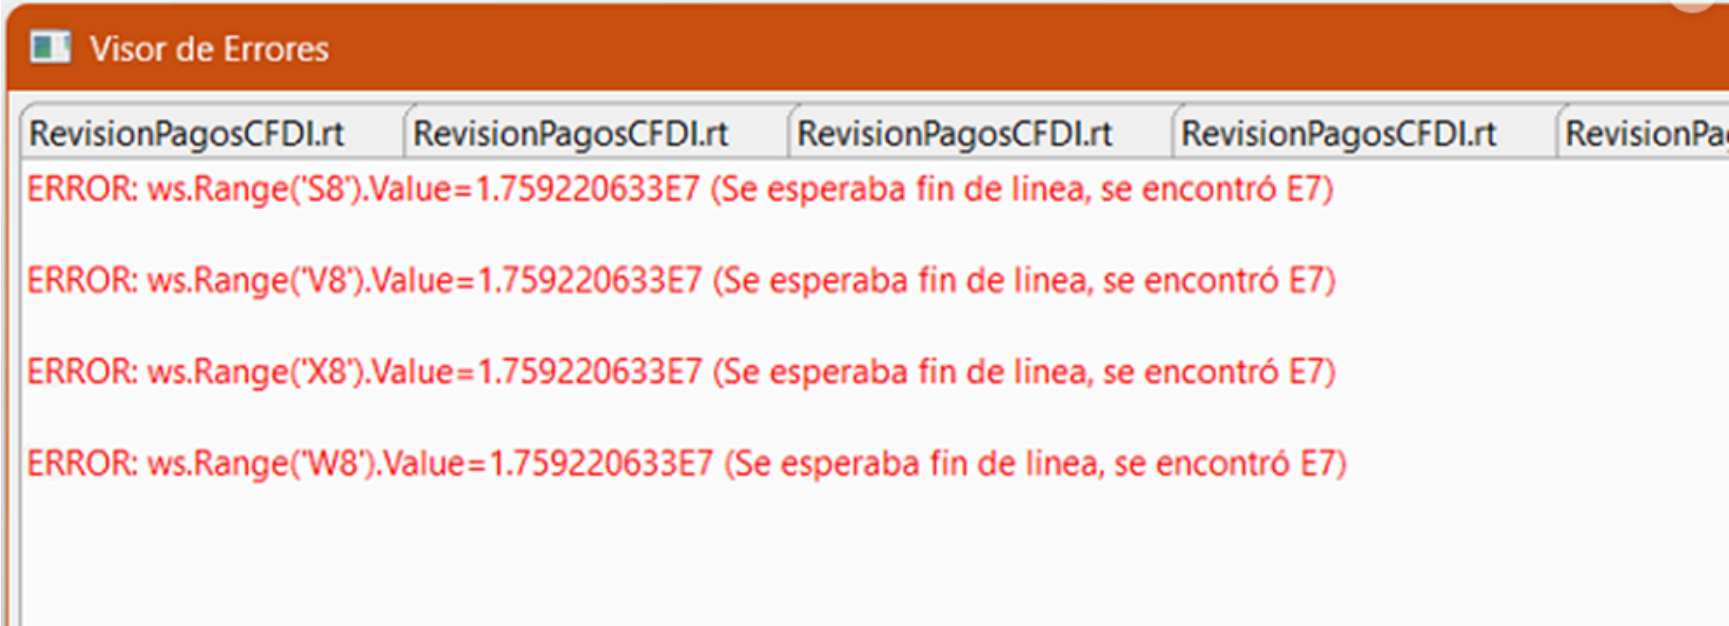 Visor de Errores
RevisionPagosCFDI.rt RevisionPagosCFDI.rt RevisionPagosCFDI.rt RevisionPagosCFDI.rt RevisionPa
ERROR: ws.Range('S8').Value=1.759220633E7 (Se esperaba fin de linea, se encontró E7)
ERROR: ws.Range('V8').Value=1.759220633E7 (Se esperaba fin de linea, se encontró E7)
ERROR: ws.Range('X8').Value=1.759220633E7 (Se esperaba fin de linea, se encontró E7)
ERROR: ws.Range('W8').Value=1.759220633E7 (Se esperaba fin de linea, se encontró E7)